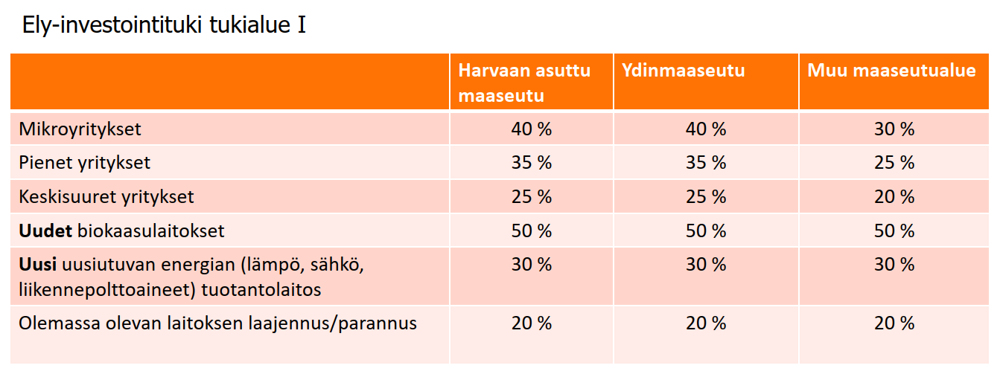 Ely-investointituki tukialue I
Harvaan asuttu
maaseutu
Ydinmaaseutu
Muu maaseutualue
Mikroyritykset 40 % 40 % 30 %
Pienet yritykset 35 % 35 % 25 %
Keskisuuret yritykset 25 % 25 % 20 %
Uudet biokaasulaitokset 50 % 50 % 50 %
Uusi uusiutuvan energian (lämpö, sähkö, 30 % 30 % 30 %
liikennepolttoaineet) tuotantolaitos
Olemassa olevan laitoksen laajennus/parannus 20 % 20 % 20 %